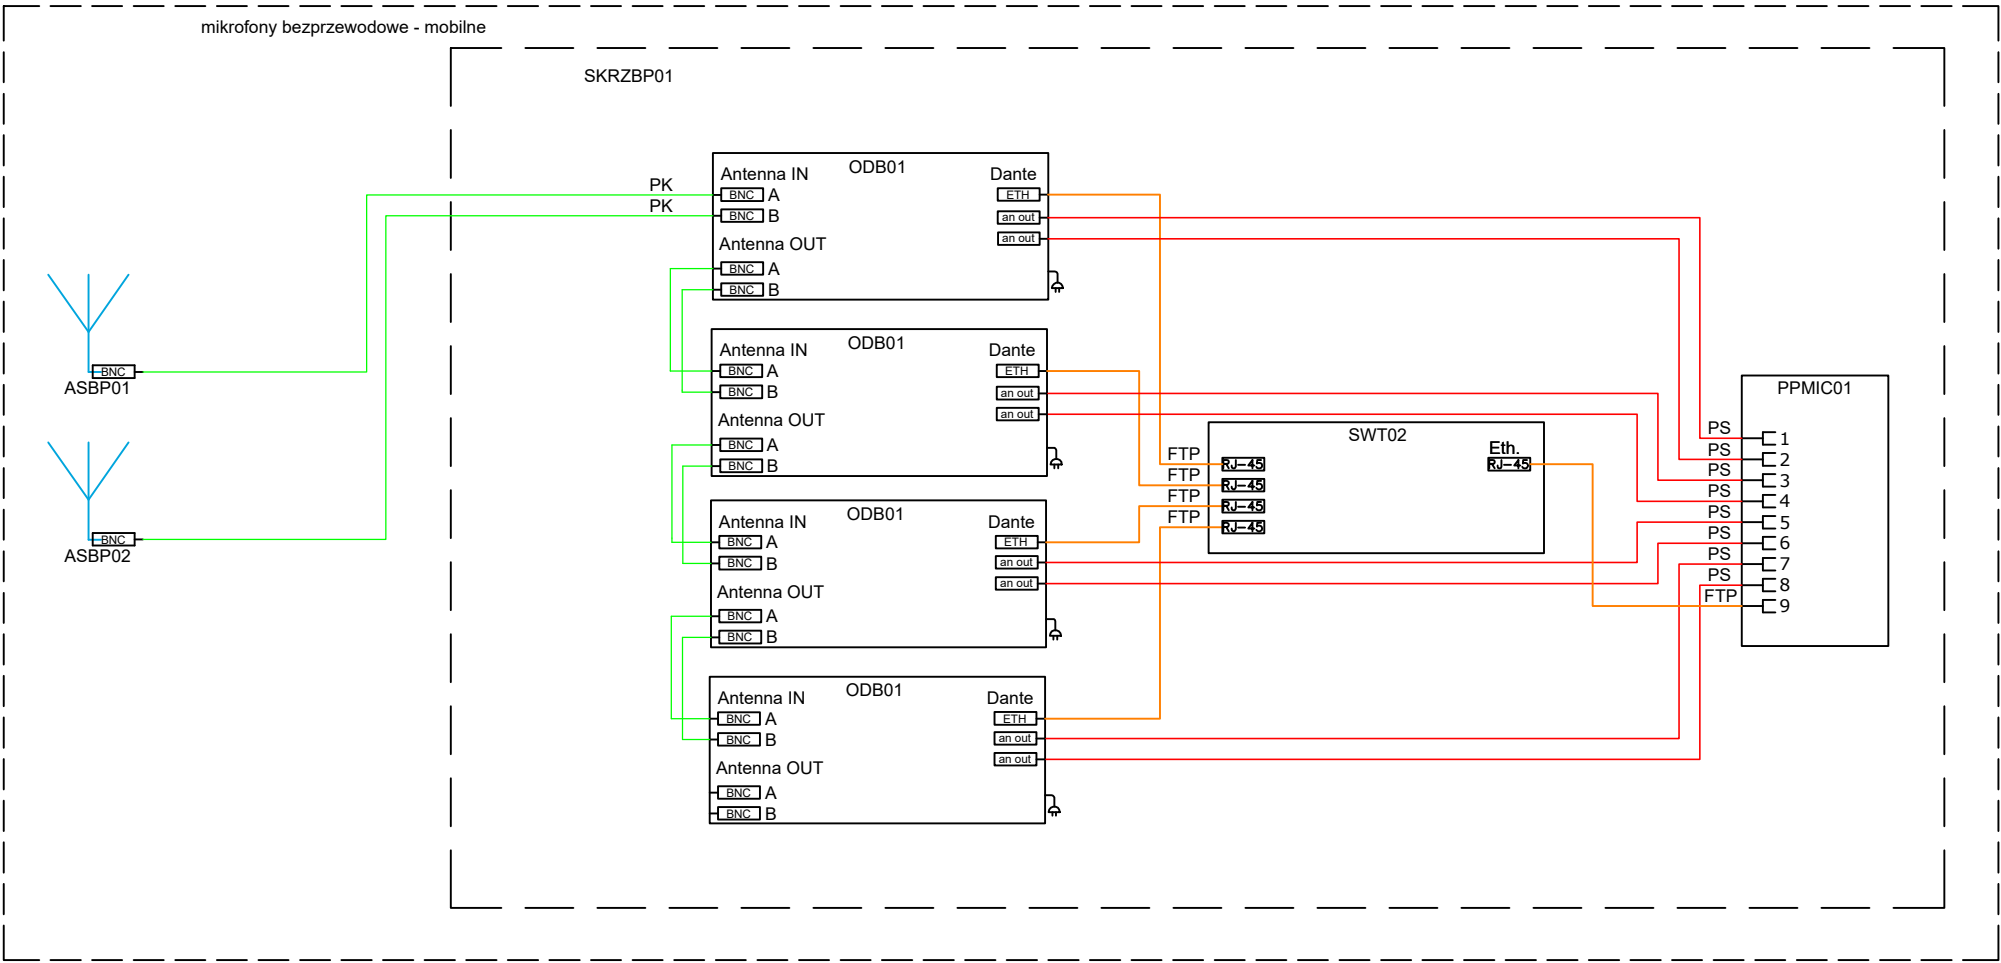 mikrofony bezprzewodowe - mobilne
SKRZBP01
ASBP01
BNC
ASBP02
BNC
PK
PK
ODB01
Antenna IN
BNC A
BNC B
Antenna OUT
BNC A
BNC B
Dante
ETH
an out
an out
ODB01
Antenna IN
BNC A
BNC B
Antenna OUT
BNC A
BNC B
Dante
ETH
an out
an out
ODB01
Antenna IN
BNC A
BNC B
Antenna OUT
BNC A
BNC B
Dante
ETH
an out
an out
ODB01
Antenna IN
BNC A
BNC B
Antenna OUT
BNC A
BNC B
Dante
ETH
an out
an out
SWT02
FTP RJ-45
FTP RJ-45
FTP RJ-45
FTP RJ-45
Eth.
RJ-45
PPMIC01
PS 1
PS 2
PS 3
PS 4
PS 5
PS 6
PS 7
PS 8
FTP 9